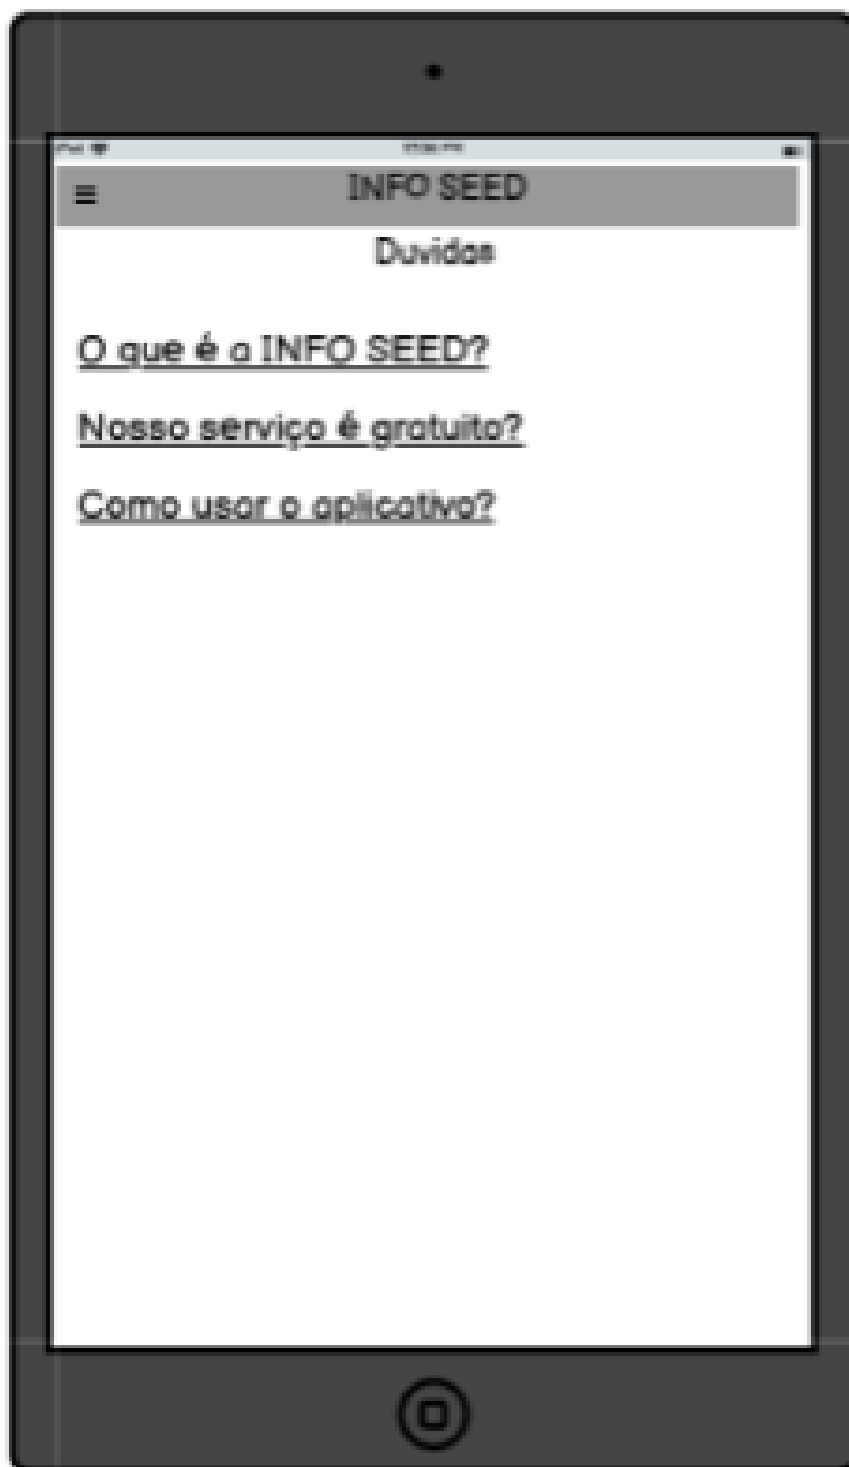 INFO SEED
Duvidas
O que é a INFO SEED?
Nosso serviço é gratuito?
Como usar o aplicativo?